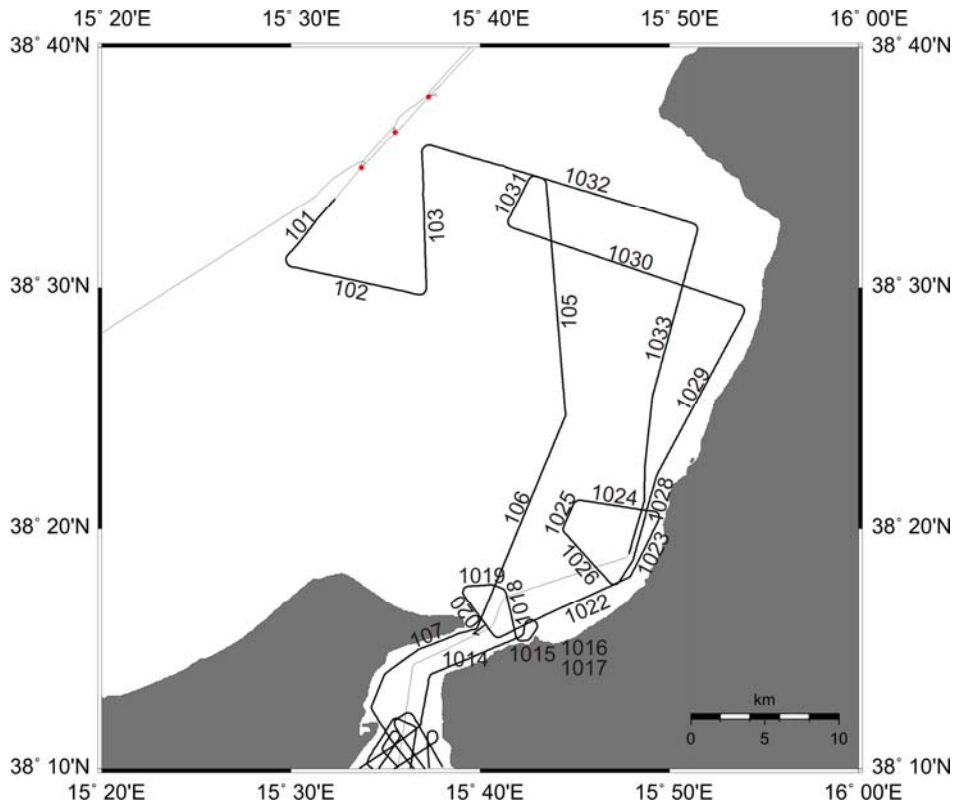 15˚ 20'E 15˚ 30'E 15˚ 40'E 15˚ 50'E 16˚ 00'E
38˚ 40'N 38˚ 40'N
1031 1032
101 103
1030
38˚ 30'N 102 38˚ 30'N
105 1033
1029
106 1025 1024 1028
38˚ 20'N 38˚ 20'N
1026 1023
1019 1018
1020 1022
107 1014 1015 1016
1017
km
0 5 10
38˚ 10'N 38˚ 10'N
15˚ 20'E 15˚ 30'E 15˚ 40'E 15˚ 50'E 16˚ 00'E